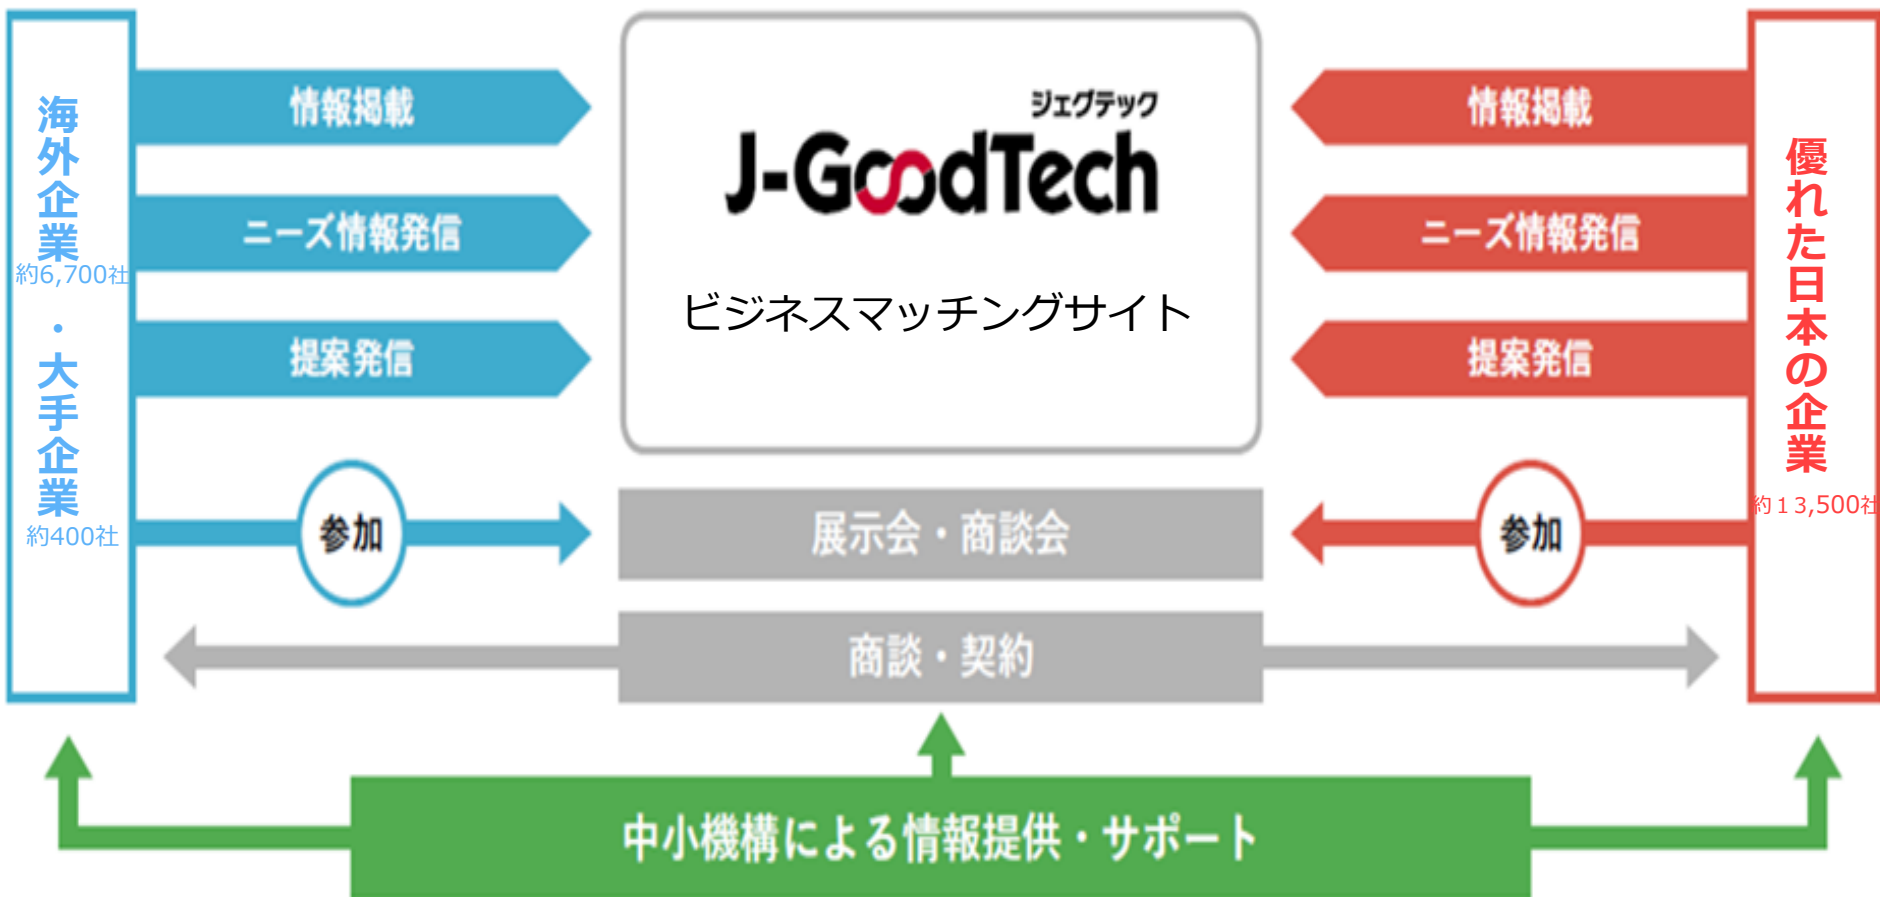 海外企業
約6,700社
・大手企業
約400社
情報掲載
ニーズ情報発信
提案発信
参加
ジェグテック
J-GoodTech
ビジネスマッチングサイト
展示会・商談会
商談・契約
情報掲載
ニーズ情報発信
提案発信
参加
優れた日本の企業
約13,500社
中小機構による情報提供・サポート